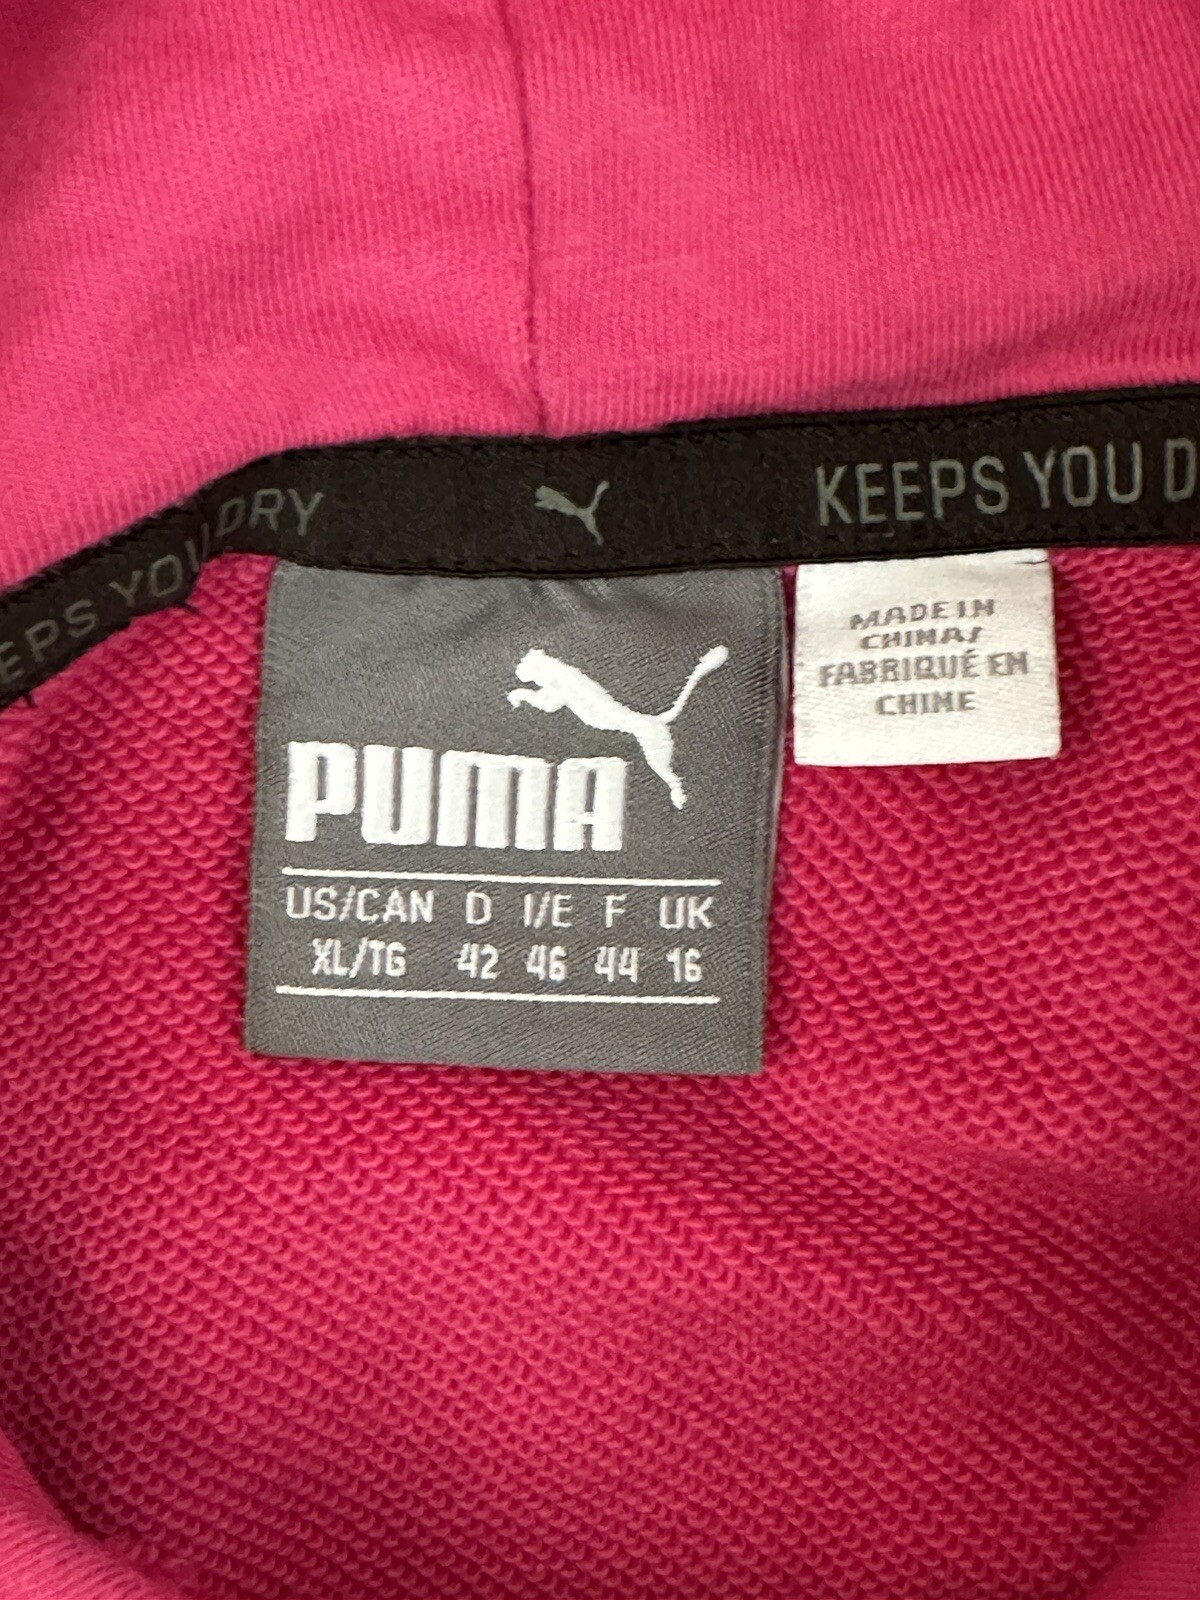 EPS YOU DRY
KEEPS YOU D
MADE IN
CHINA/
FABRIQUÉ EN
CHINE
PUMA
US/CAN D I/E F UK
XL/TG 42 46 44 16